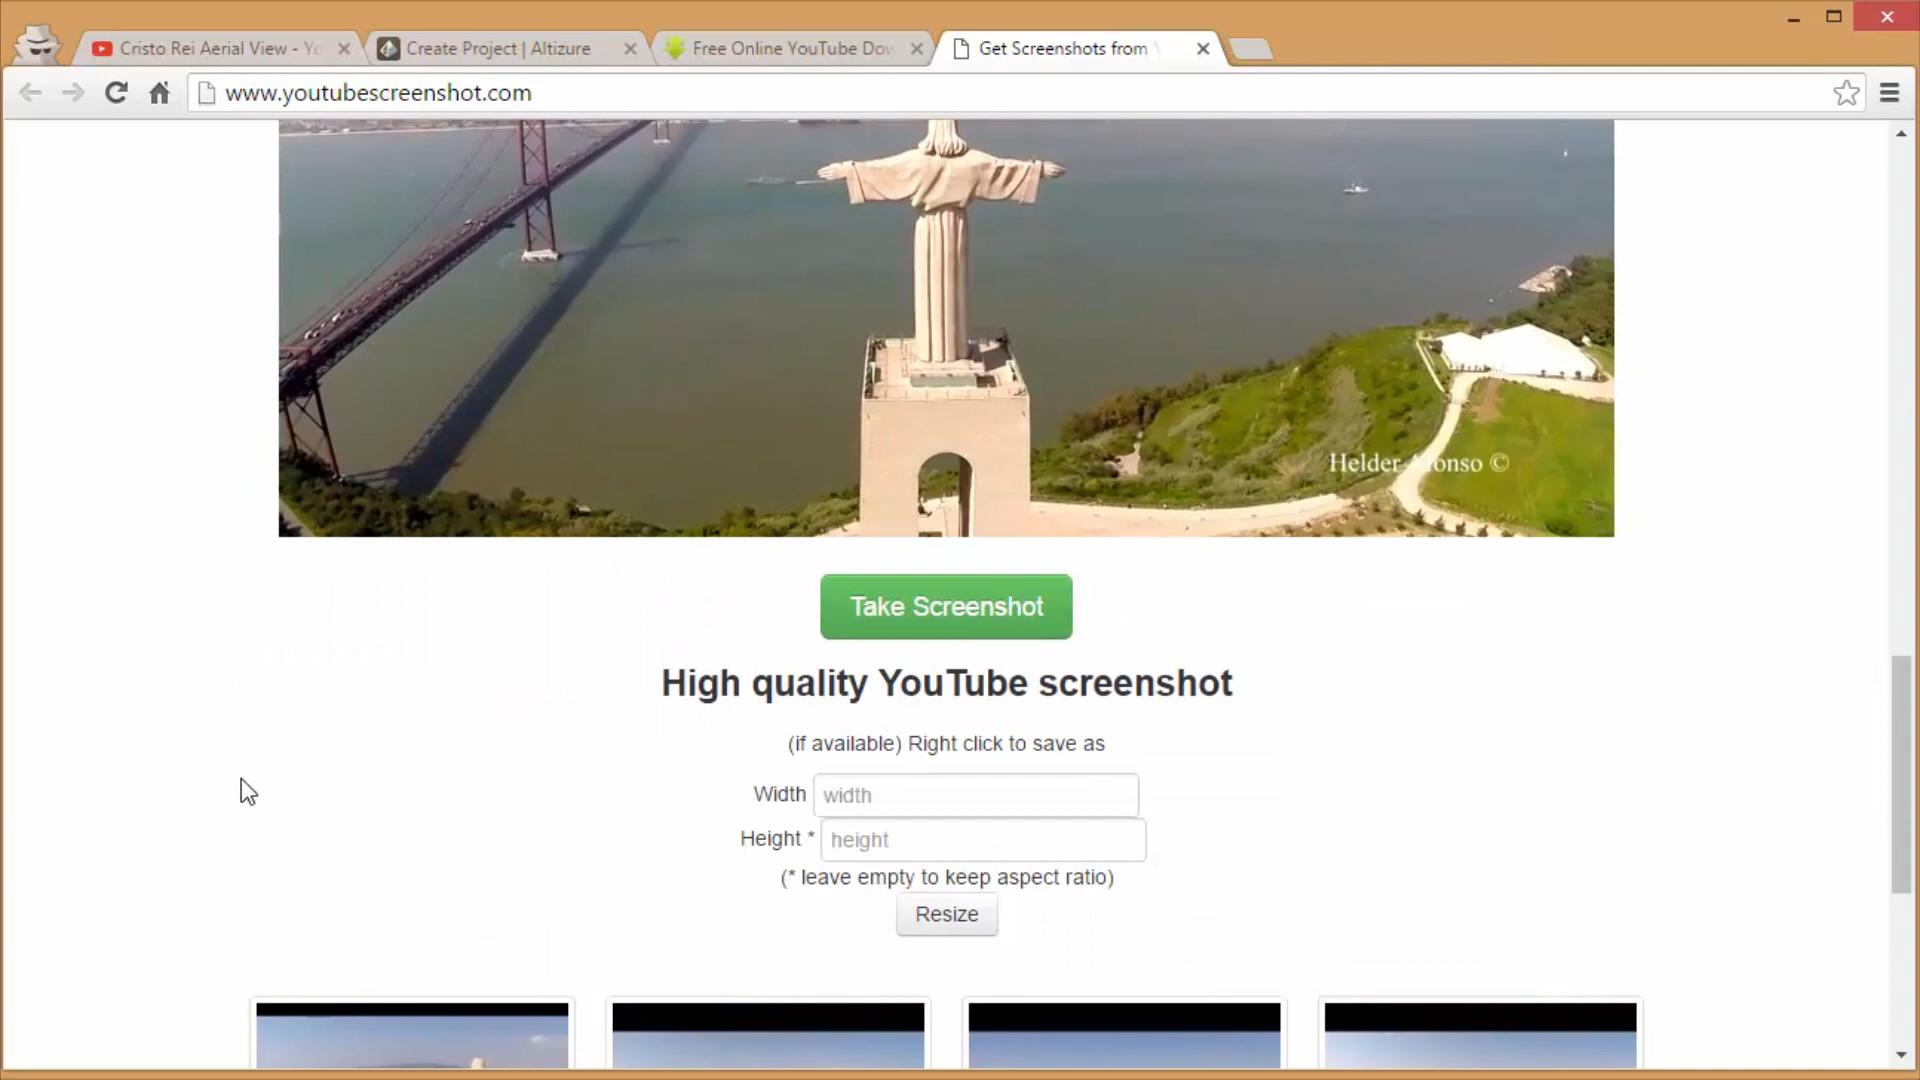 Cristo Rei Aerial View - Yo
Create Project | Altizure
Free Online YouTube Dow
Get Screenshots from Y
www.youtubescreenshot.com
Helder Afonso ©
Take Screenshot
High quality YouTube screenshot
(if available) Right click to save as
Width width
Height * height
(* leave empty to keep aspect ratio)
Resize